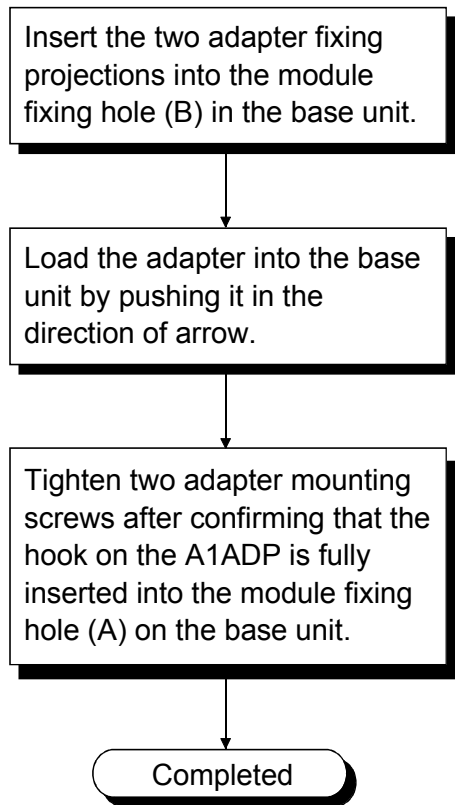 Insert the two adapter fixing
projections into the module
fixing hole (B) in the base unit.
Load the adapter into the base
unit by pushing it in the
direction of arrow.
Tighten two adapter mounting
screws after confirming that the
hook on the A1ADP is fully
inserted into the module fixing
hole (A) on the base unit.
Completed